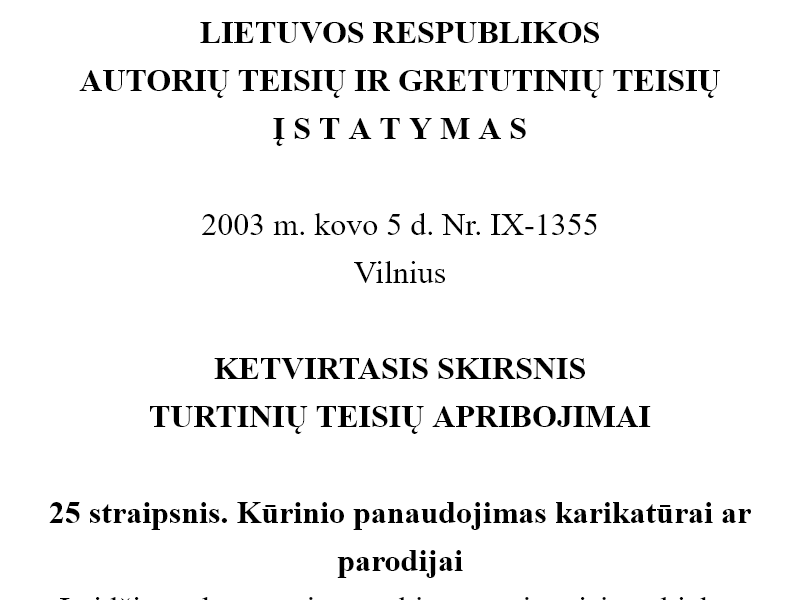 LIETUVOS RESPUBLIKOS
AUTORIŲ TEISIŲ IR GRETUTINIŲ TEISIŲ
Į S T A T Y M A S
2003 m. kovo 5 d. Nr. IX-1355
Vilnius
KETVIRTASIS SKIRSNIS
TURTINIŲ TEISIŲ APRIBOJIMAI
25 straipsnis. Kūrinio panaudojimas karikatūrai ar
parodijai